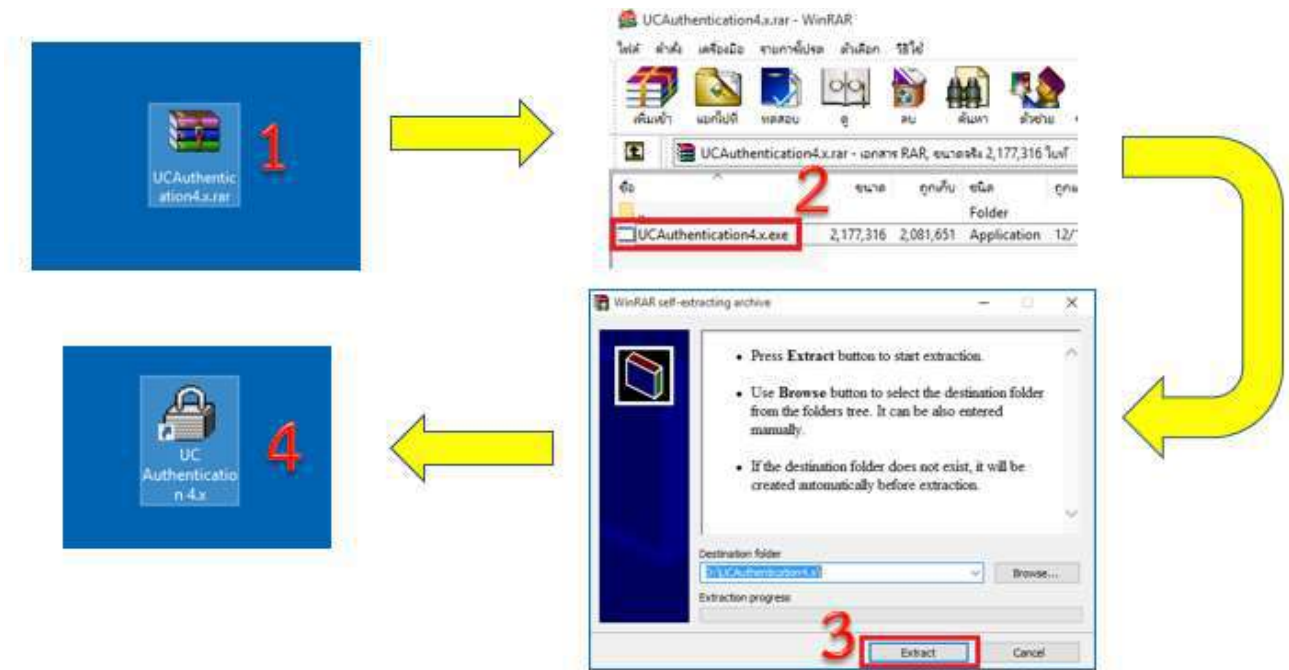 1
UCAuthentic
ation4.x.rar
UCAuthentication4.x.rar - WinRAR
ไฟล์ คำสั่ง เครื่องมือ รายการโปรด ตัวเลือก วิธีใช้
เพิ่มเข้า แยกไปที่ ทดสอบ ดู ลบ ค้นหา ตัวช่วย
UCAuthentication4.x.rar - เอกสาร RAR, ขนาดจริง 2,177,316 ไบท์
2
ชื่อ ขนาด ถูกเก็บ ชนิด
..
Folder
UCAuthentication4.x.exe 2,177,316 2,081,651 Application
WinRAR self-extracting archive
• Press Extract button to start extraction.
• Use Browse button to select the destination folder
from the folders tree. It can be also entered
manually.
• If the destination folder does not exist, it will be
created automatically before extraction.
Destination folder
D:\UCAuthentication4.x\
Browse...
Extraction progress
3
Extract
Cancel
4
UC
Authenticatio
n 4.x